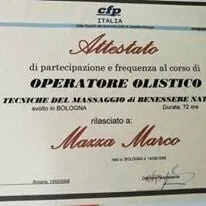 cfp
ITALIA
Attestato
di partecipazione e frequenza al corso di
OPERATORE OLISTICO
TECNICHE DEL MASSAGGIO di BENESSERE NAT
svolto in BOLOGNA Durata: 72 ore
rilasciato a:
Mazza Marco
nato a BOLOGNA il
Bologna,